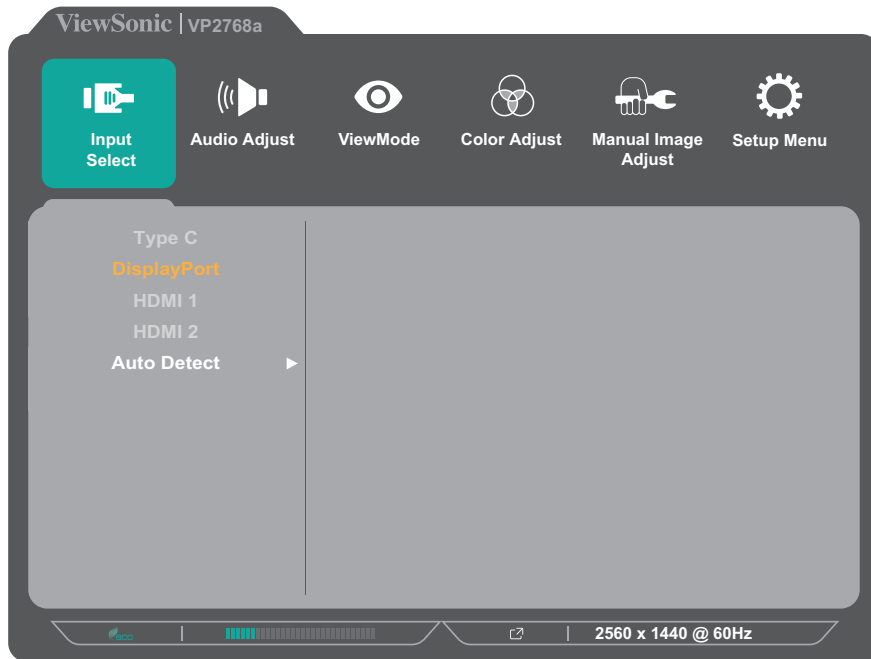 ViewSonic | VP2768a
Input
Select
Audio Adjust
ViewMode
Color Adjust
Manual Image
Adjust
Setup Menu
Type C
DisplayPort
HDMI 1
HDMI 2
Auto Detect
eco
2560 x 1440 @ 60Hz